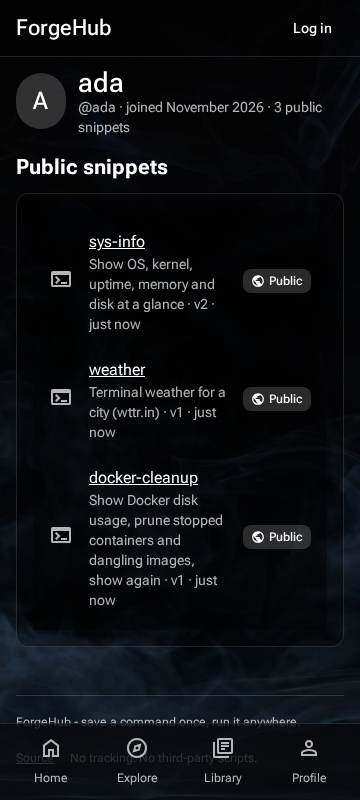 ForgeHub
Log in
A
ada
@ada · joined November 2026 · 3 public
snippets
Public snippets
sys-info
Show OS, kernel,
uptime, memory and
disk at a glance · v2 ·
just now
Public
weather
Terminal weather for a
city (wttr.in) · v1 · just
now
Public
docker-cleanup
Show Docker disk
usage, prune stopped
containers and
dangling images,
show again · v1 · just
now
Public
ForgeHub - save a command once, run it anywhere.
Source No tracking. No third-party scripts.
Home
Explore
Library
Profile